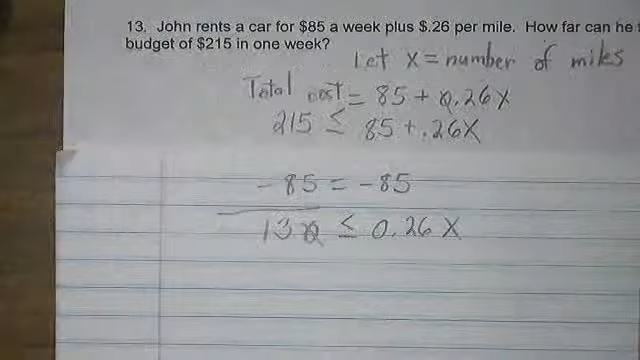 13. John rents a car for $85 a week plus $.26 per mile. How far can he
budget of $215 in one week?
Let x = number of miles
Total cost = 85 + 0.26x
215 ≤ 85 + .26x
- 85 = - 85
130 ≤ 0.26 x